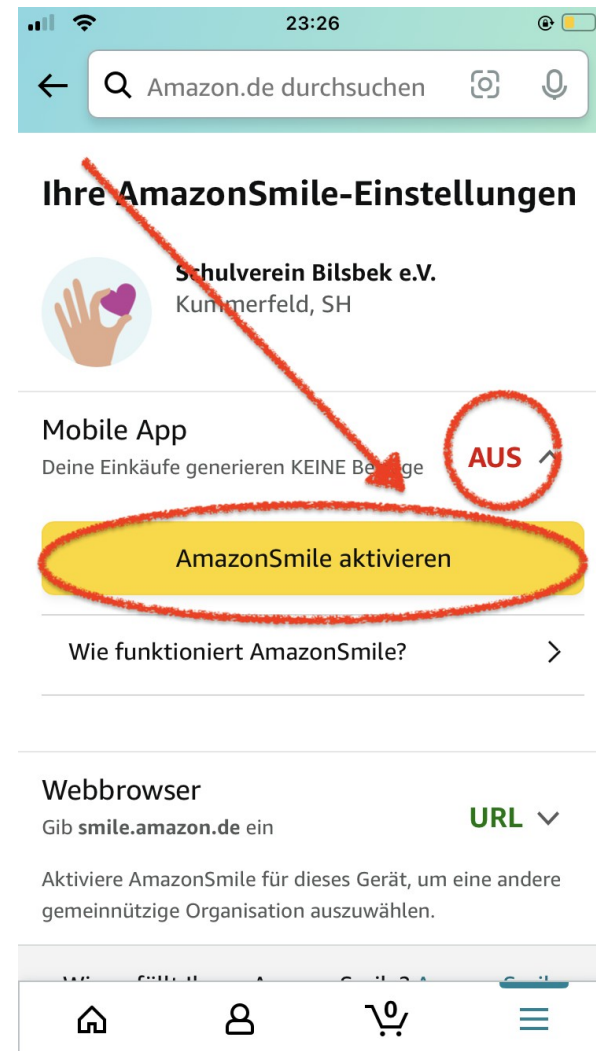 23:26
Amazon.de durchsuchen
Ihre AmazonSmile-Einstellungen
Schulverein Bilsbek e.V.
Kummerfeld, SH
Mobile App
Deine Einkäufe generieren KEINE Beträge
AUS
AmazonSmile aktivieren
Wie funktioniert AmazonSmile?
Webbrowser
Gib smile.amazon.de ein
URL
Aktiviere AmazonSmile für dieses Gerät, um eine andere
gemeinnützige Organisation auszuwählen.
0